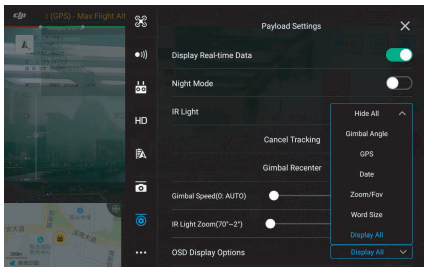 dji
(GPS) - Max Flight Alt
Payload Settings
Display Real-time Data
Night Mode
IR Light
Hide All
Cancel Tracking
Gimbal Angle
GPS
HD
Gimbal Recenter
Date
Gimbal Speed(0: AUTO)
Zoom/Fov
Word Size
IR Light Zoom(70°~2°)
Display All
OSD Display Options
Display All